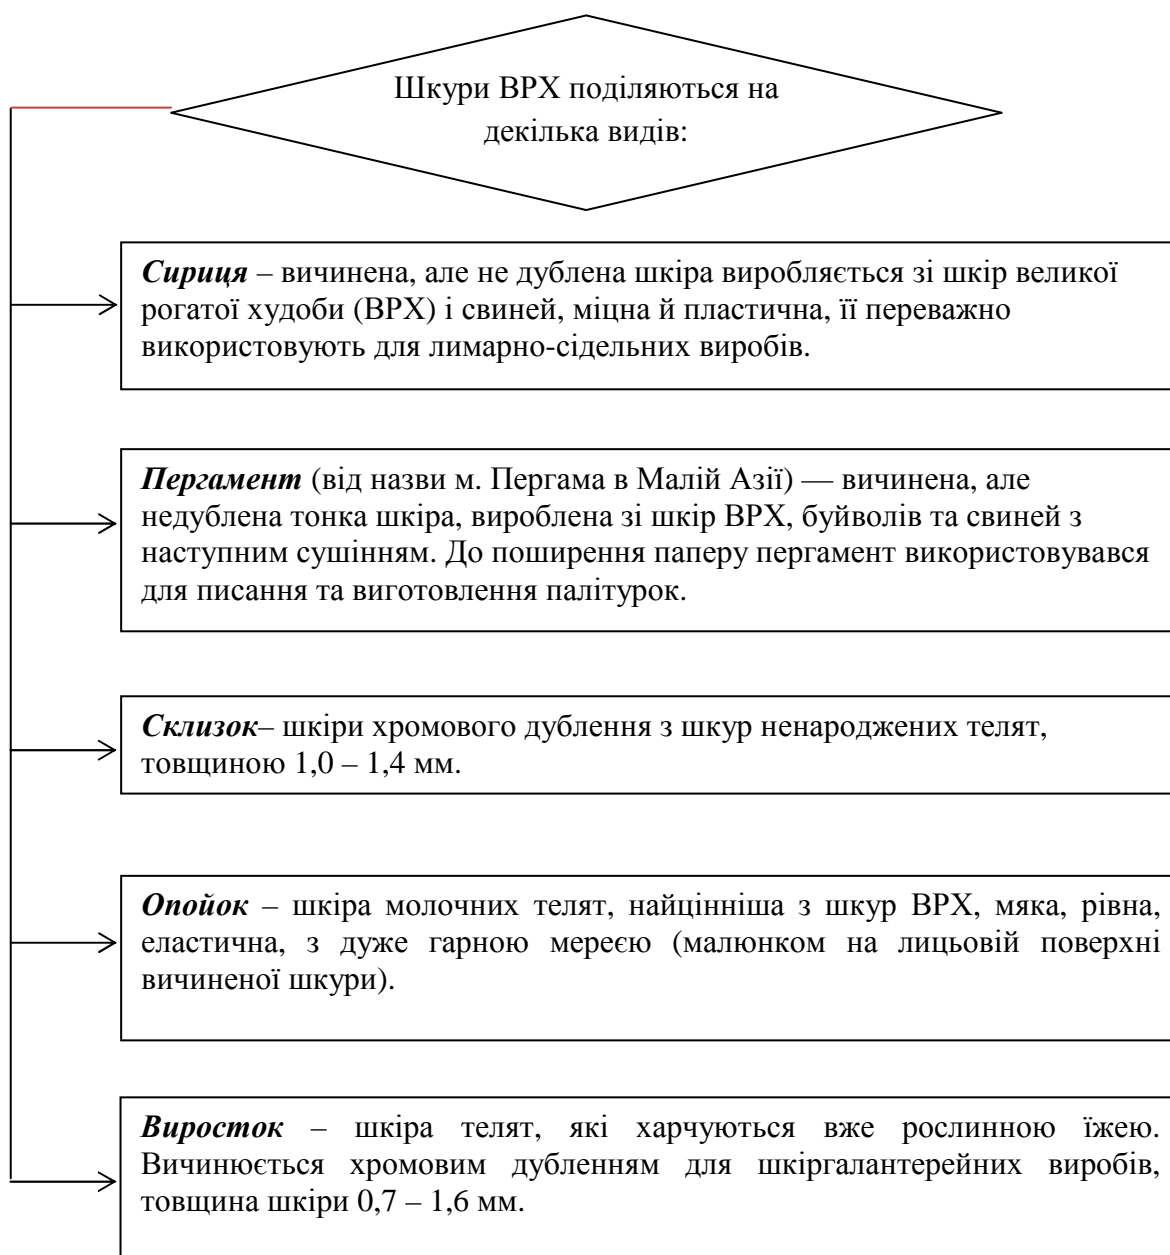 Шкури ВРХ поділяються на
декілька видів:
Сириця – вичинена, але не дублена шкіра виробляється зі шкір великої
рогатої худоби (ВРХ) і свиней, міцна й пластична, її переважно
використовують для лимарно-сідельних виробів.
Пергамент (від назви м. Пергама в Малій Азії) — вичинена, але
недублена тонка шкіра, вироблена зі шкір ВРХ, буйволів та свиней з
наступним сушінням. До поширення паперу пергамент використовувався
для писання та виготовлення палітурок.
Склизок– шкіри хромового дублення з шкур ненароджених телят,
товщиною 1,0 – 1,4 мм.
Опойок – шкіра молочних телят, найцінніша з шкур ВРХ, мяка, рівна,
еластична, з дуже гарною мереєю (малюнком на лицьовій поверхні
вичиненої шкури).
Виросток – шкіра телят, які харчуються вже рослинною їжею.
Вичинюється хромовим дубленням для шкіргалантерейних виробів,
товщина шкіри 0,7 – 1,6 мм.